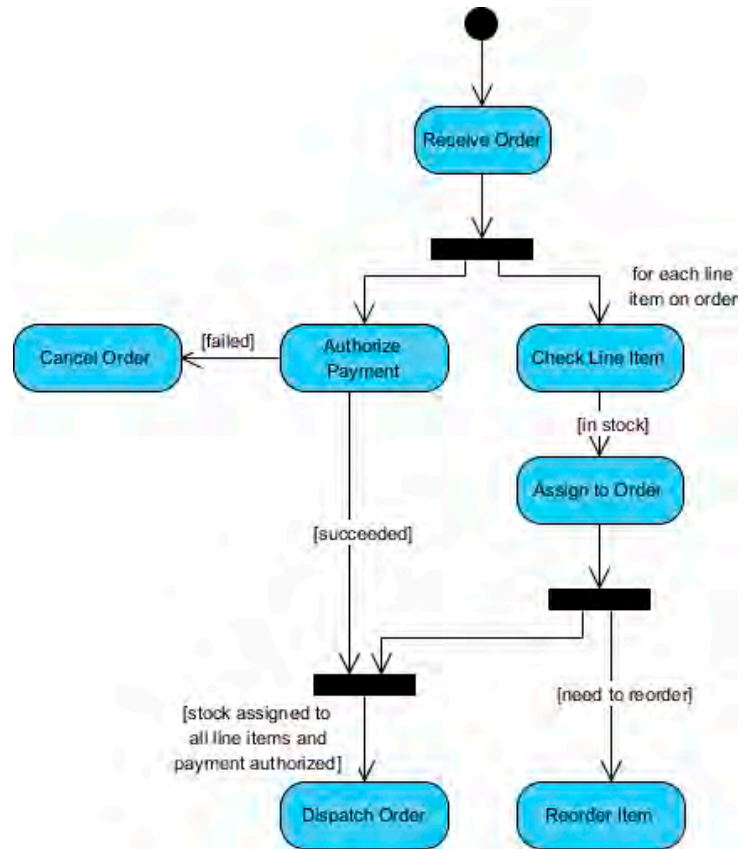 Receive Order
for each line
item on order
Cancel Order
[failed]
Authorize
Payment
Check Line Item
[in stock]
Assign to Order
[succeeded]
[stock assigned to
all line items and
payment authorized]
[need to reorder]
Dispatch Order
Reorder Item